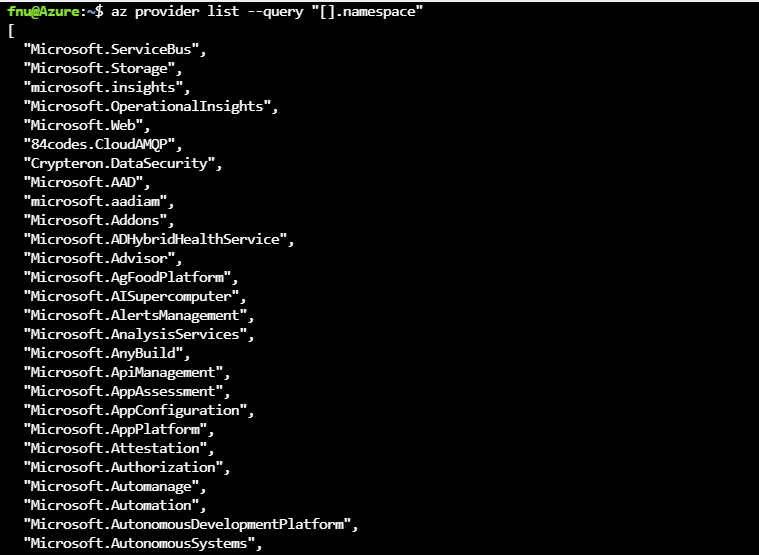 fnu@Azure:~$ az provider list --query "[].namespace"
[
"Microsoft.ServiceBus",
"Microsoft.Storage",
"microsoft.insights",
"Microsoft.OperationalInsights",
"Microsoft.Web",
"84codes.CloudAMQP",
"Crypteron.DataSecurity",
"Microsoft.AAD",
"microsoft.aadiam",
"Microsoft.Addons",
"Microsoft.ADHybridHealthService",
"Microsoft.Advisor",
"Microsoft.AgFoodPlatform",
"Microsoft.AISupercomputer",
"Microsoft.AlertsManagement",
"Microsoft.AnalysisServices",
"Microsoft.AnyBuild",
"Microsoft.ApiManagement",
"Microsoft.AppAssessment",
"Microsoft.AppConfiguration",
"Microsoft.AppPlatform",
"Microsoft.Attestation",
"Microsoft.Authorization",
"Microsoft.Automanage",
"Microsoft.Automation",
"Microsoft.AutonomousDevelopmentPlatform",
"Microsoft.AutonomousSystems",